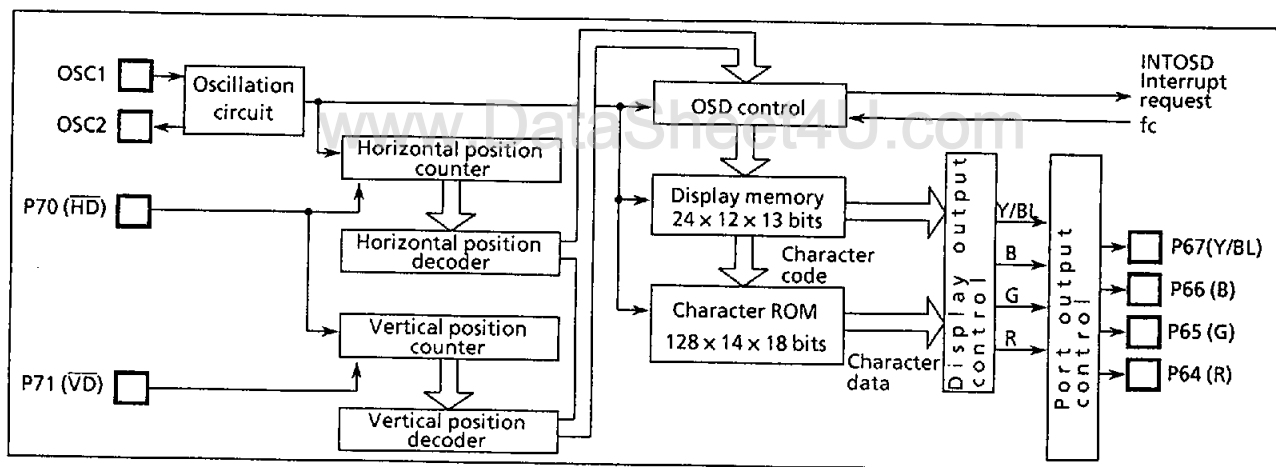 OSC1
OSC2
Oscillation
circuit
P70 (HD)
P71 (VD)
Horizontal position
counter
Horizontal position
decoder
Vertical position
counter
Vertical position
decoder
OSD control
INTOSD
Interrupt
request
fc
Display memory
24 × 12 × 13 bits
Character
code
Character ROM
128 × 14 × 18 bits
Character
data
Display output
control
Y/BL
B
G
R
Port output
control
P67(Y/BL)
P66 (B)
P65 (G)
P64 (R)
www.DataSheet4U.com